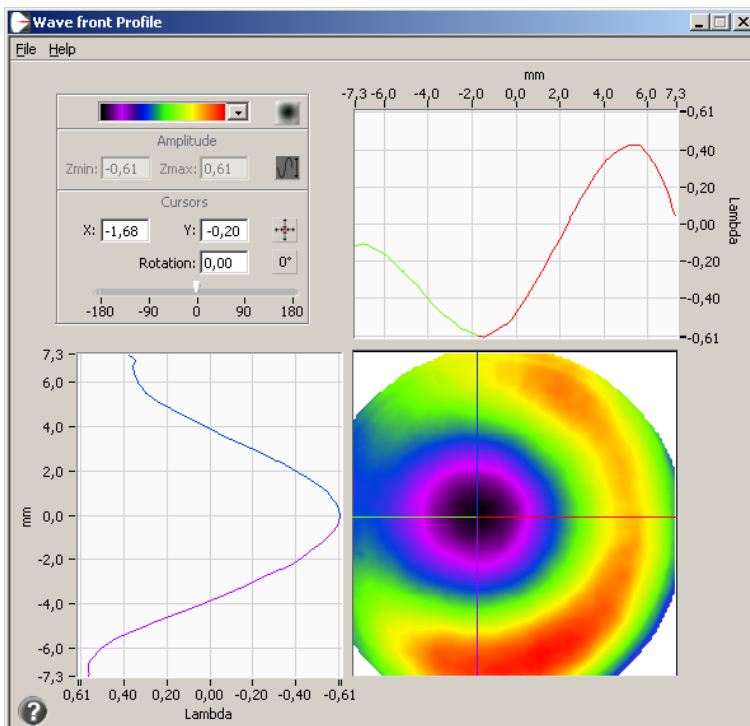 Wave front Profile
File Help
mm
-7,3 -4,0 -2,0 0,0 2,0 4,0 6,0 7,3
Amplitude
Zmin: -0,61 Zmax: 0,61
Cursors
X: -1,68 Y: -0,20
Rotation: 0,00 0°
-180 -90 0 90 180
-0,61
-0,40
-0,20
-0,00
-0,20
-0,40
-0,61
Lambda
7,3
6,0
4,0
2,0
0,0
-2,0
-4,0
-6,0
-7,3
mm
0,61 0,40 0,20 0,00 -0,20 -0,40 -0,61
Lambda
?